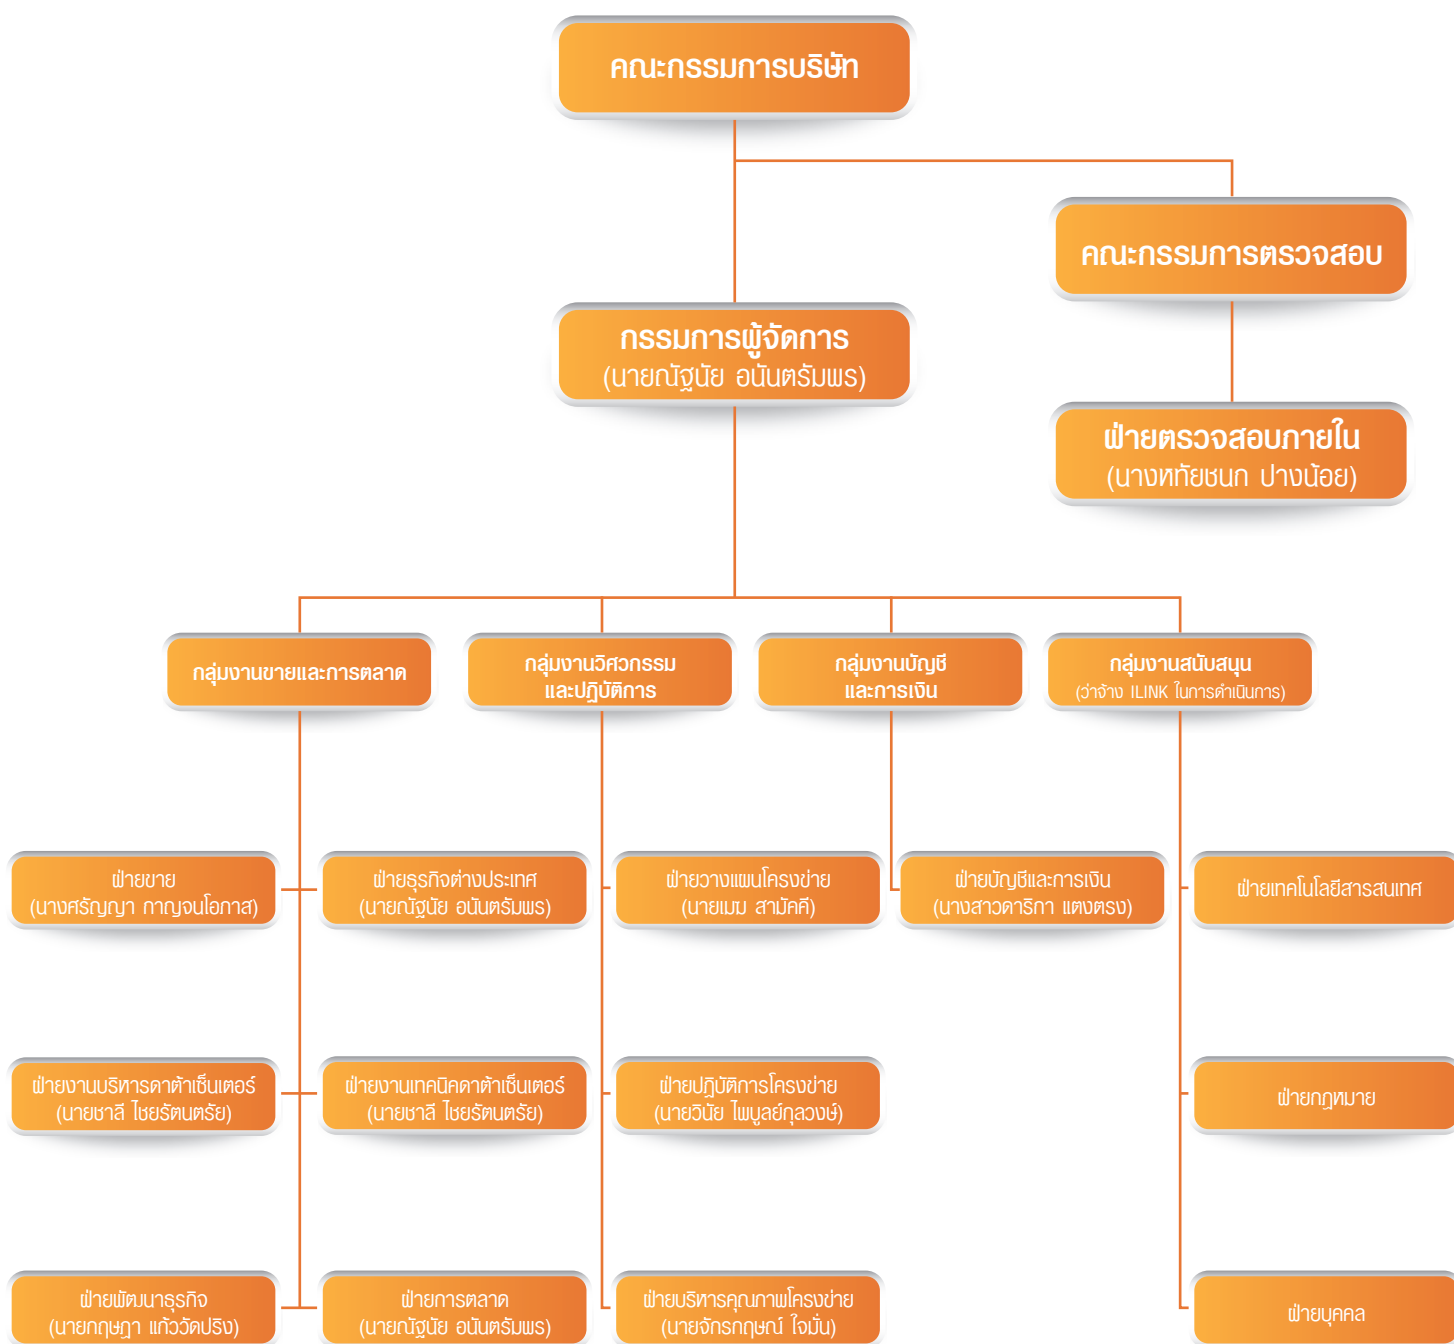 คณะกรรมการบริษัท
คณะกรรมการตรวจสอบ
กรรมการผู้จัดการ
(นายณัฐนัย อนันตรัมพร)
ฝ่ายตรวจสอบภายใน
(นางหทัยชนก ปางน้อย)
กลุ่มงานขายและการตลาด
กลุ่มงานวิศวกรรม
และปฏิบัติการ
กลุ่มงานบัญชี
และการเงิน
กลุ่มงานสนับสนุน
(ว่าจ้าง ILINK ในการดำเนินการ)
ฝ่ายขาย
(นางศรัญญา กาญจนโอภาส)
ฝ่ายธุรกิจต่างประเทศ
(นายณัฐนัย อนันตรัมพร)
ฝ่ายวางแผนโครงข่าย
(นายเมฆ สามัคคี)
ฝ่ายบัญชีและการเงิน
(นางสาวดาริกา แตงตรง)
ฝ่ายเทคโนโลยีสารสนเทศ
ฝ่ายงานบริหารดาต้าเซ็นเตอร์
(นายชาลี ไชยรัตนตรัย)
ฝ่ายงานเทคนิคดาต้าเซ็นเตอร์
(นายชาลี ไชยรัตนตรัย)
ฝ่ายปฏิบัติการโครงข่าย
(นายวินัย ไพบูลย์กุลวงษ์)
ฝ่ายกฎหมาย
ฝ่ายพัฒนาธุรกิจ
(นายกฤษฎา แก้ววัดปริง)
ฝ่ายการตลาด
(นายณัฐนัย อนันตรัมพร)
ฝ่ายบริหารคุณภาพโครงข่าย
(นายจักรกฤษณ์ ใจมั่น)
ฝ่ายบุคคล